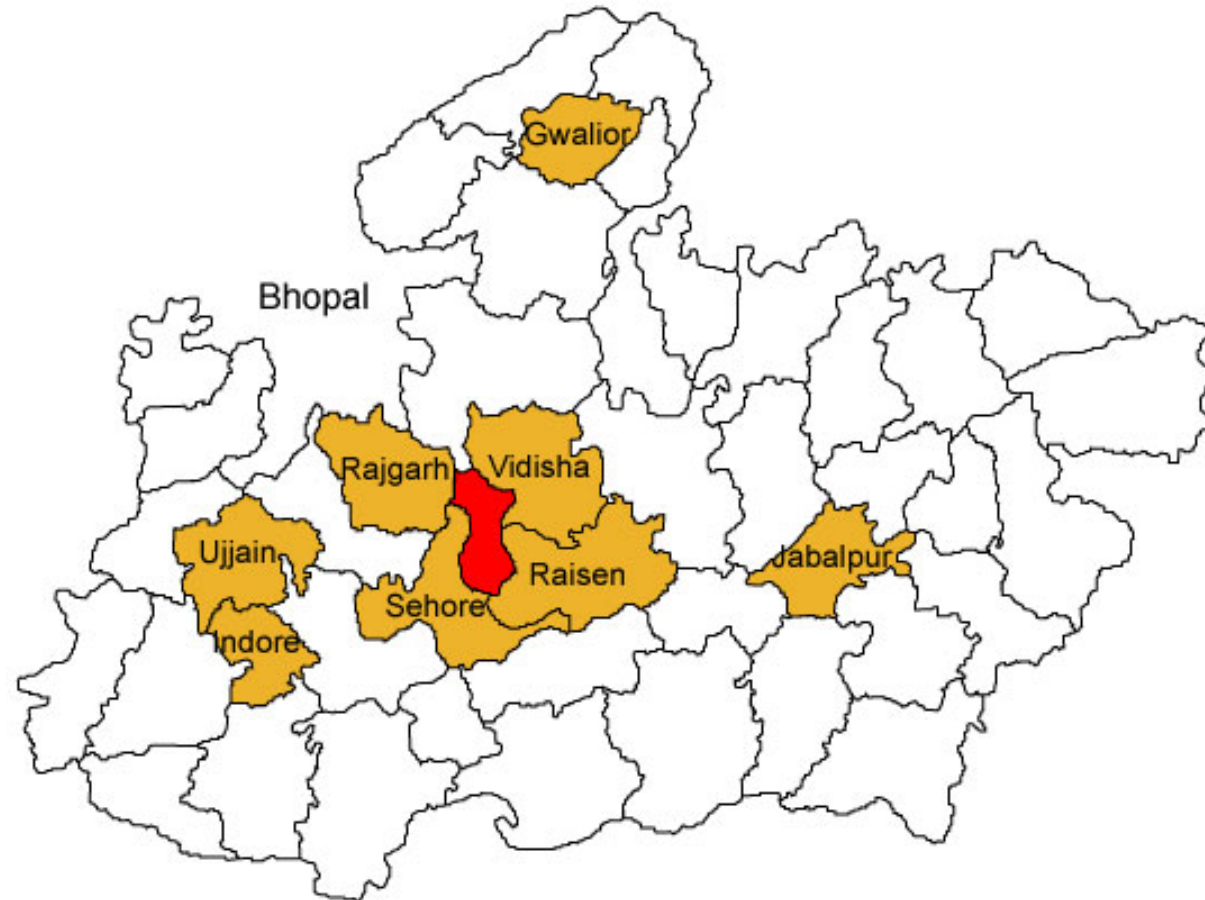 Gwalior
Bhopal
Rajgarh
Vidisha
Ujjain
Jabalpur
Raisen
Sehore
Indore